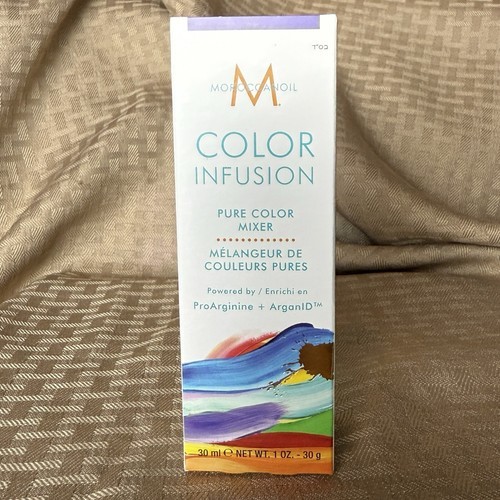 בס"ד
MOROCCANOIL
M
COLOR
INFUSION
PURE COLOR
MIXER
MÉLANGEUR DE
COULEURS PURES
Powered by / Enrichi en
ProArginine + ArganID™
30 ml ℮ NET WT. 1 OZ. - 30 g